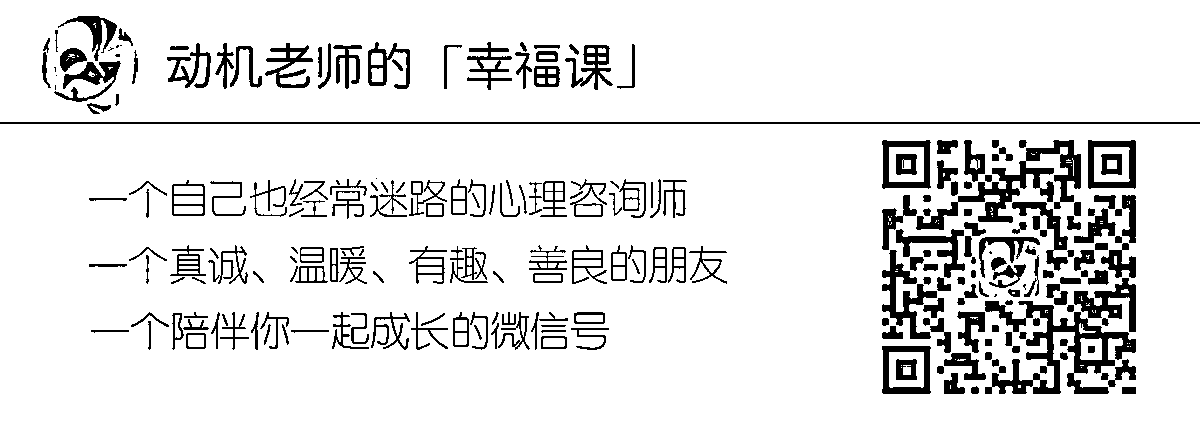 动机老师的「幸福课」
一个自己也经常迷路的心理咨询师
一个真诚、温暖、有趣、善良的朋友
一个陪伴你一起成长的微信号